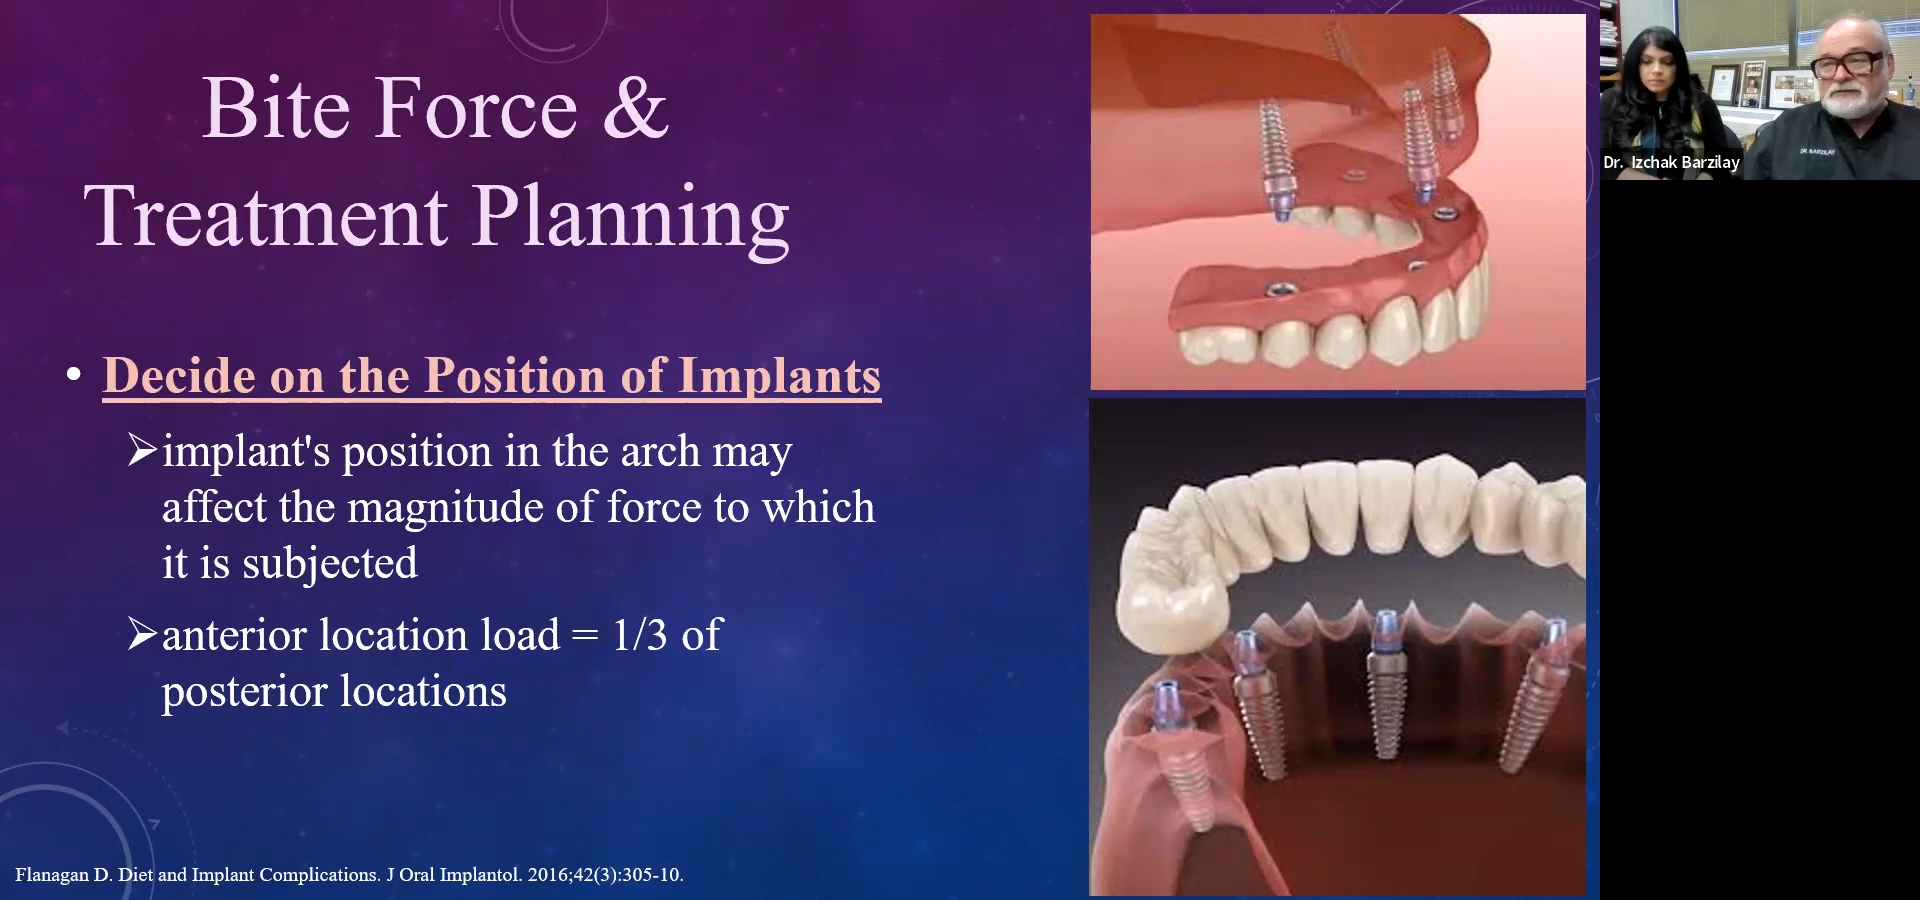 Bite Force &
Treatment Planning
• Decide on the Position of Implants
➢implant's position in the arch may
affect the magnitude of force to which
it is subjected
➢anterior location load = 1/3 of
posterior locations
Flanagan D. Diet and Implant Complications. J Oral Implantol. 2016;42(3):305-10.
Dr. Izchak Barzilay
DR. BARZILAY